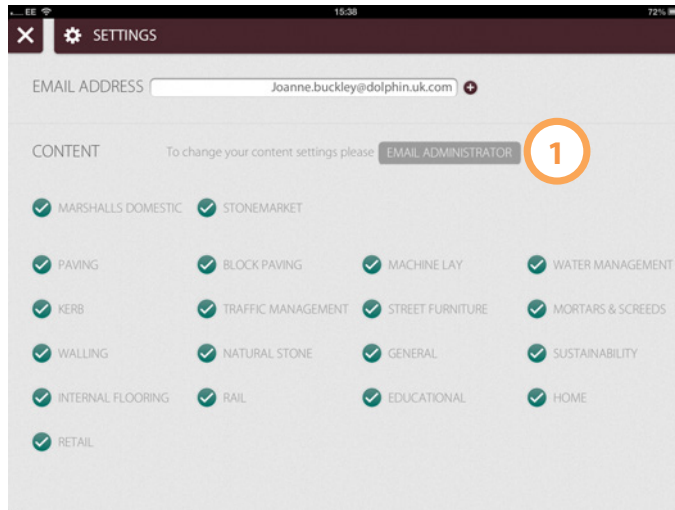 EE 15:38 72%
SETTINGS
EMAIL ADDRESS Joanne.buckley@dolphin.uk.com
CONTENT To change your content settings please EMAIL ADMINISTRATOR 1
MARSHALLS DOMESTIC STONEMARKET
PAVING BLOCK PAVING MACHINE LAY WATER MANAGEMENT
KERB TRAFFIC MANAGEMENT STREET FURNITURE MORTARS & SCREEDS
WALLING NATURAL STONE GENERAL SUSTAINABILITY
INTERNAL FLOORING RAIL EDUCATIONAL HOME
RETAIL